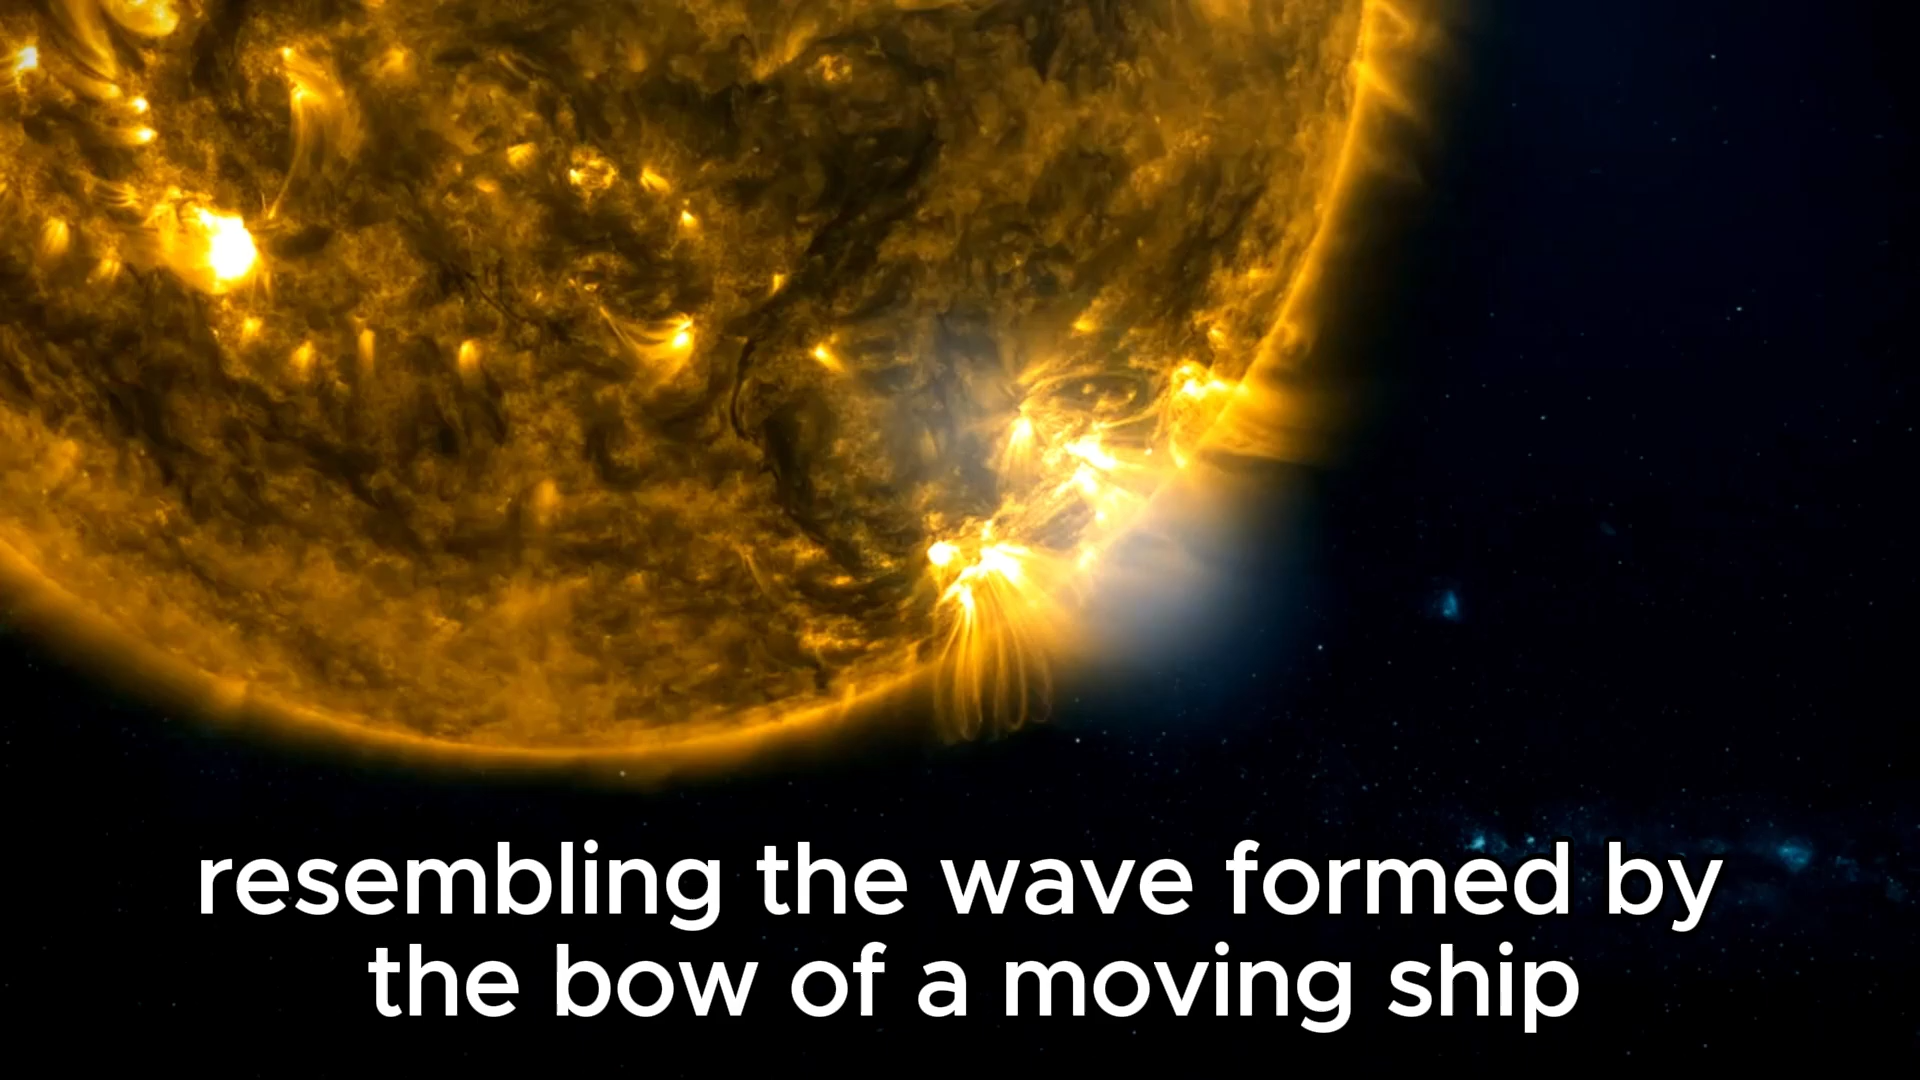 resembling the wave formed by
the bow of a moving ship